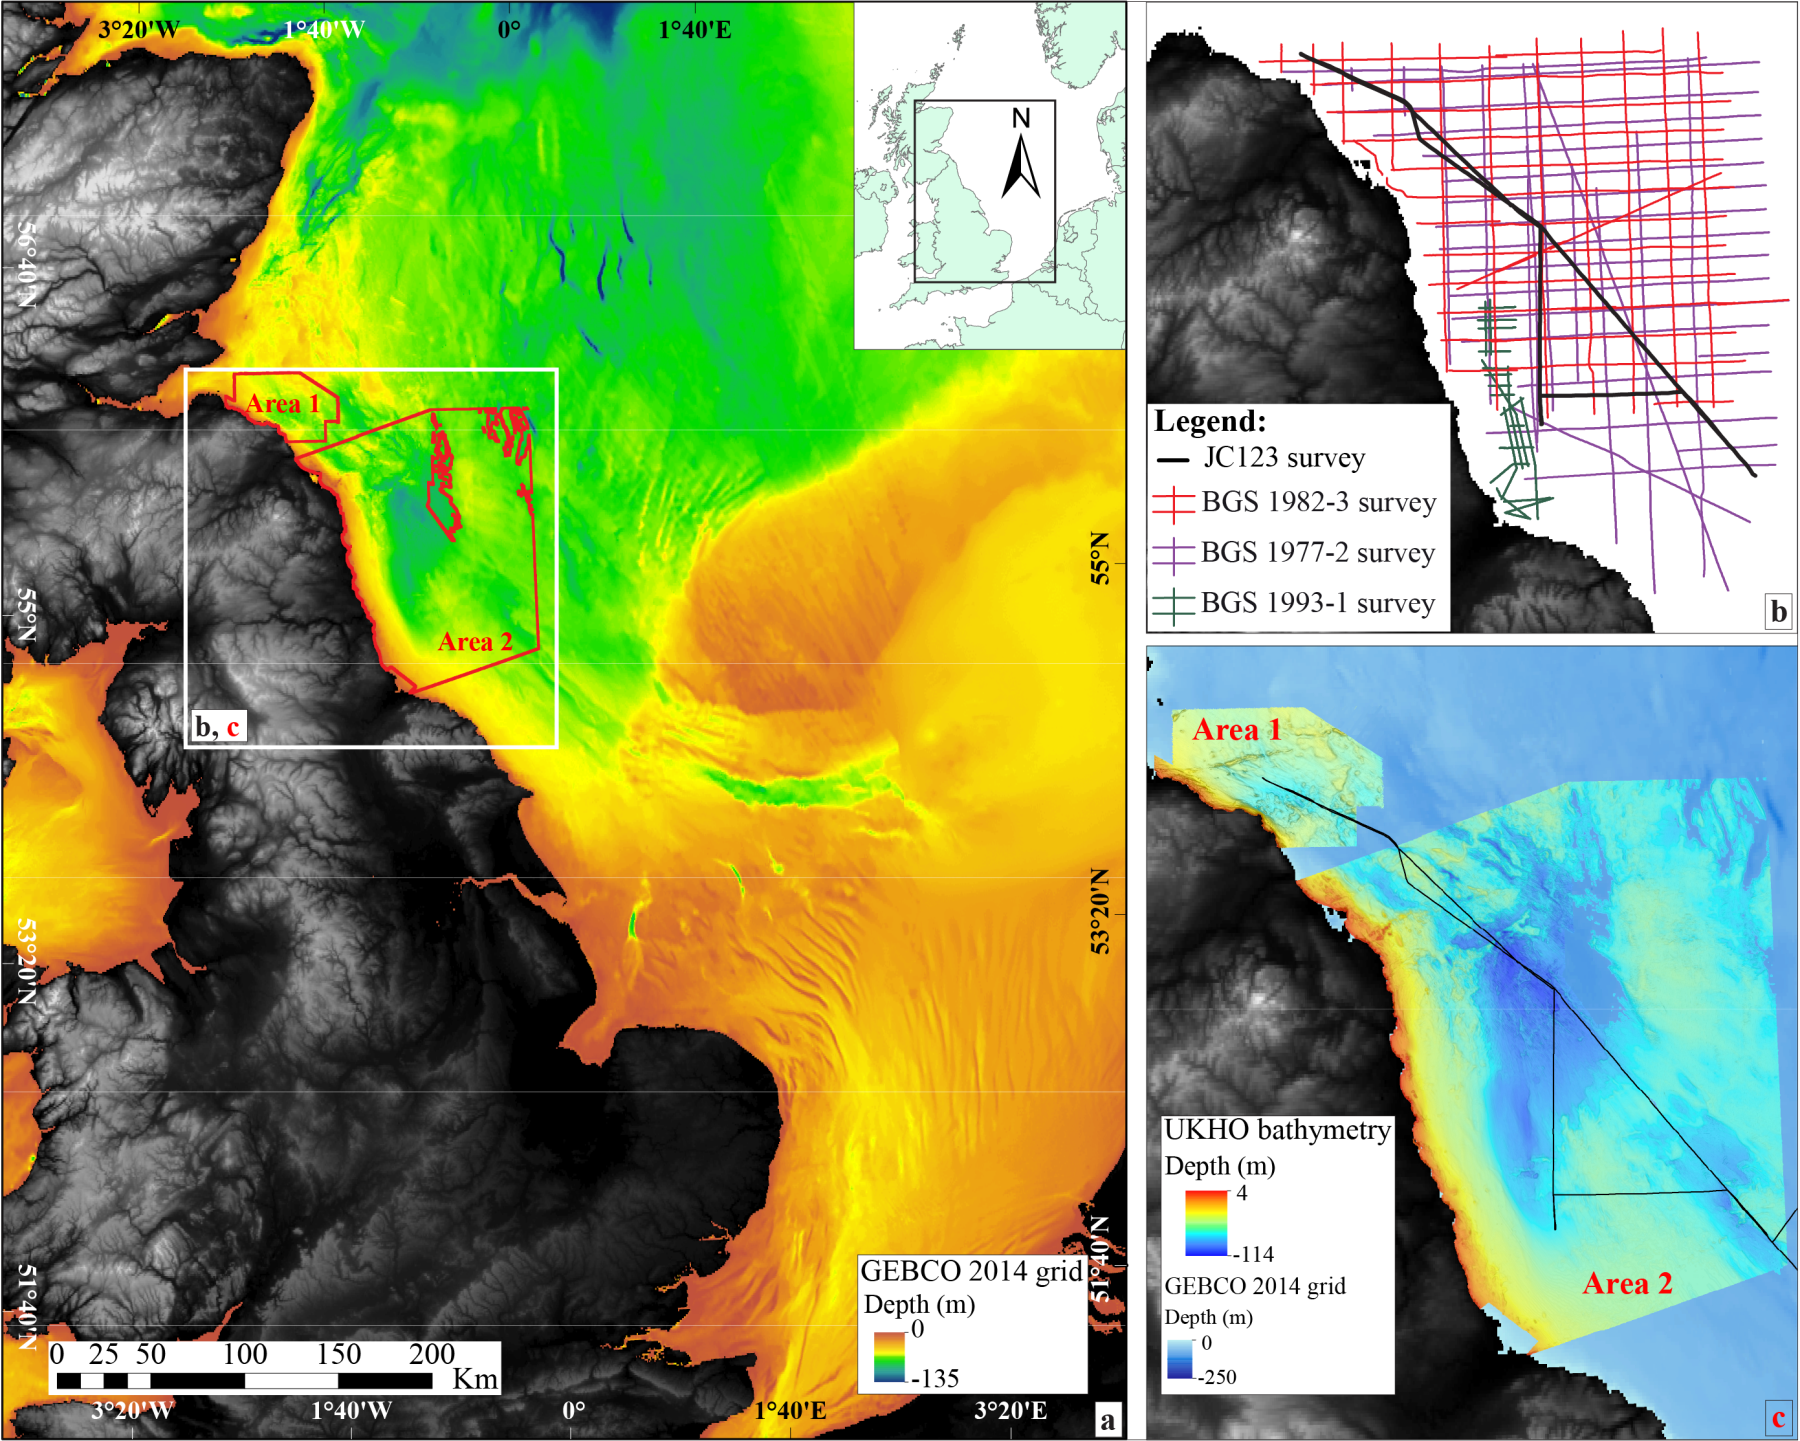 3°20'W
1°40'W
0°
1°40'E
N
56°40'N
55°N
53°20'N
51°40'N
55°N
53°20'N
51°40'N
Area 1
Area 2
b, c
GEBCO 2014 grid
Depth (m)
0
-135
0 25 50 100 150 200
Km
3°20'W
1°40'W
0°
1°40'E
3°20'E
a
Legend:
JC123 survey
BGS 1982-3 survey
BGS 1977-2 survey
BGS 1993-1 survey
b
Area 1
Area 2
UKHO bathymetry
Depth (m)
4
-114
GEBCO 2014 grid
Depth (m)
0
-250
c